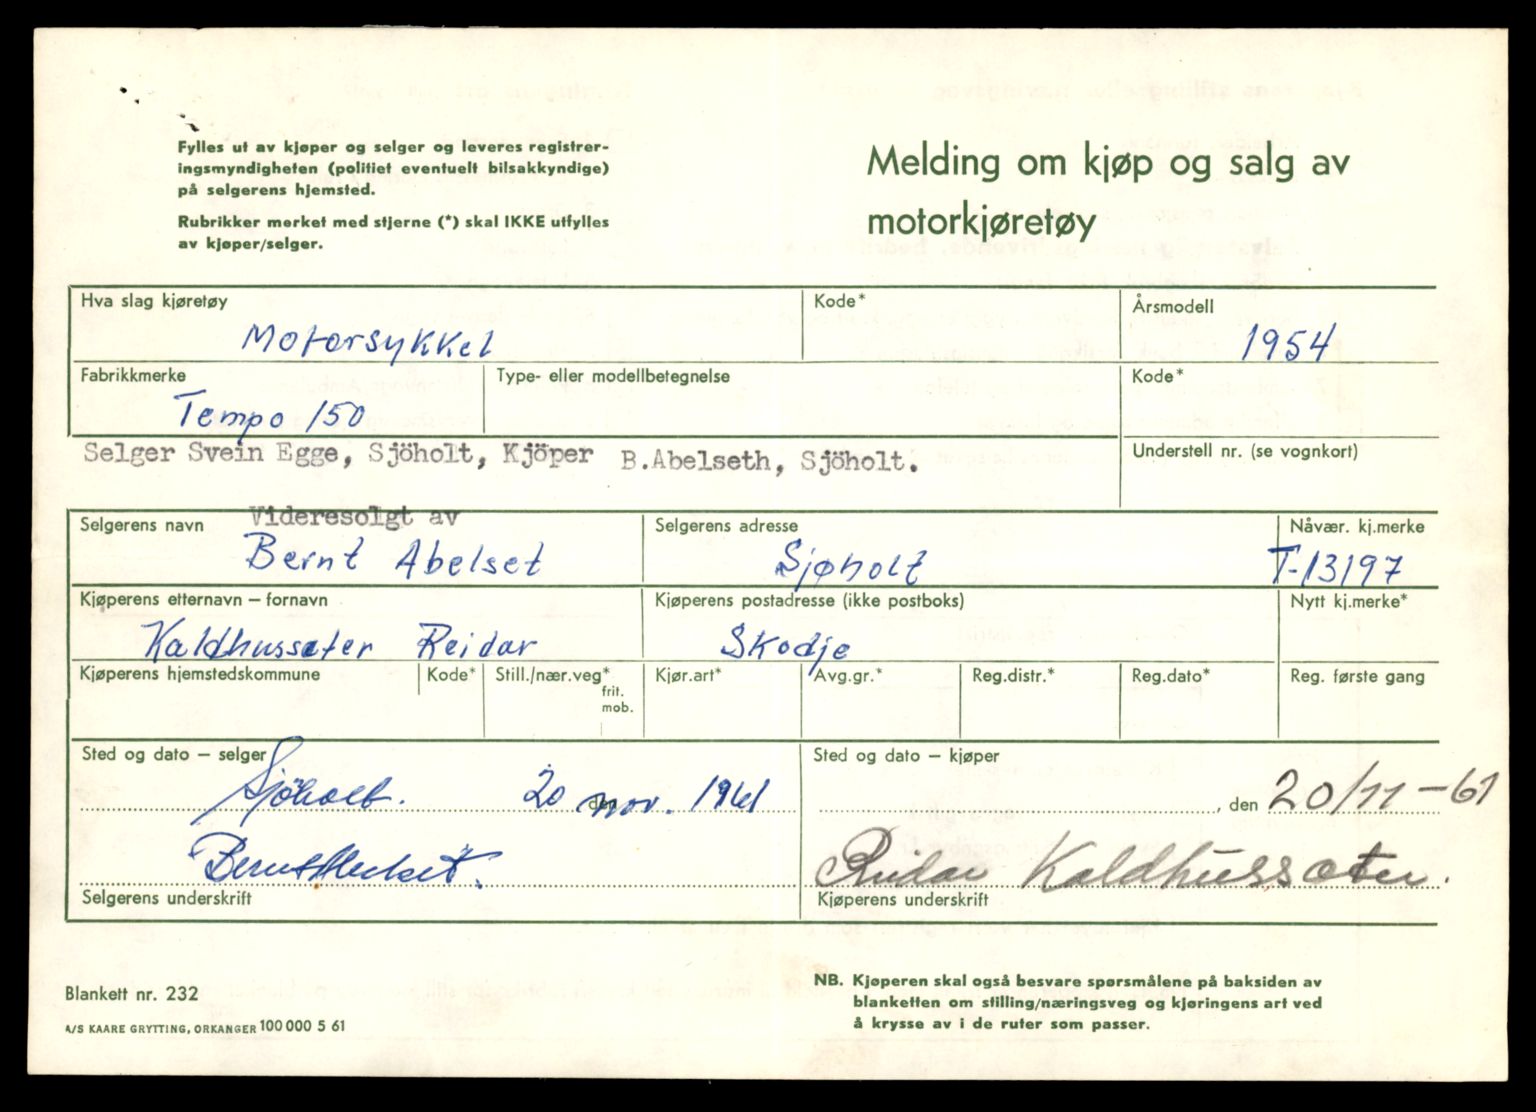 Fylles ut av kjøper og selger og leveres registrer-
ingsmyndigheten (politiet eventuelt bilsakkyndige)
på selgerens hjemsted.
Rubrikker merket med stjerne (*) skal IKKE utfylles
av kjøper/selger.
Melding om kjøp og salg av
motorkjøretøy
Hva slag kjøretøy
Kode*
Årsmodell
Motorsykkel
1954
Fabrikkmerke
Type- eller modellbetegnelse
Kode*
Tempo 150
Selger Svein Egge, Sjöholt, Kjöper B.Abelseth, Sjöholt.
Understell nr. (se vognkort)
Videresolgt av
Selgerens navn
Selgerens adresse
Nåvær. kj.merke
Bernt Abelset
Sjøholt
T-13197
Kjøperens etternavn – fornavn
Kjøperens postadresse (ikke postboks)
Nytt kj.merke*
Kaldhussæter Reidar
Skodje
Kjøperens hjemstedskommune
Kode*
Still./nær.veg*
frit.
mob.
Kjør.art*
Avg.gr.*
Reg.distr.*
Reg.dato*
Reg. første gang
Sted og dato – selger
Sted og dato – kjøper
Sjöholt. den 20 nov. 1961
, den 20/11-61
Bernt Abelset.
Reidar Kaldhussæter.
Selgerens underskrift
Kjøperens underskrift
Blankett nr. 232
A/S KAARE GRYTTING, ORKANGER 100 000 5 61
NB. Kjøperen skal også besvare spørsmålene på baksiden av
blanketten om stilling/næringsveg og kjøringens art ved
å krysse av i de ruter som passer.